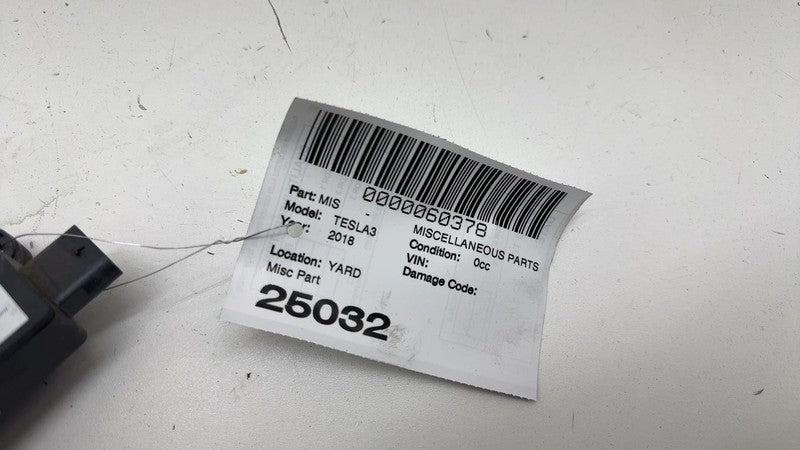 0000060378
Part: MIS - MISCELLANEOUS PARTS
Model: TESLA3 Condition: 0cc
Year: 2018 VIN:
Damage Code:
Location: YARD
Misc Part
25032